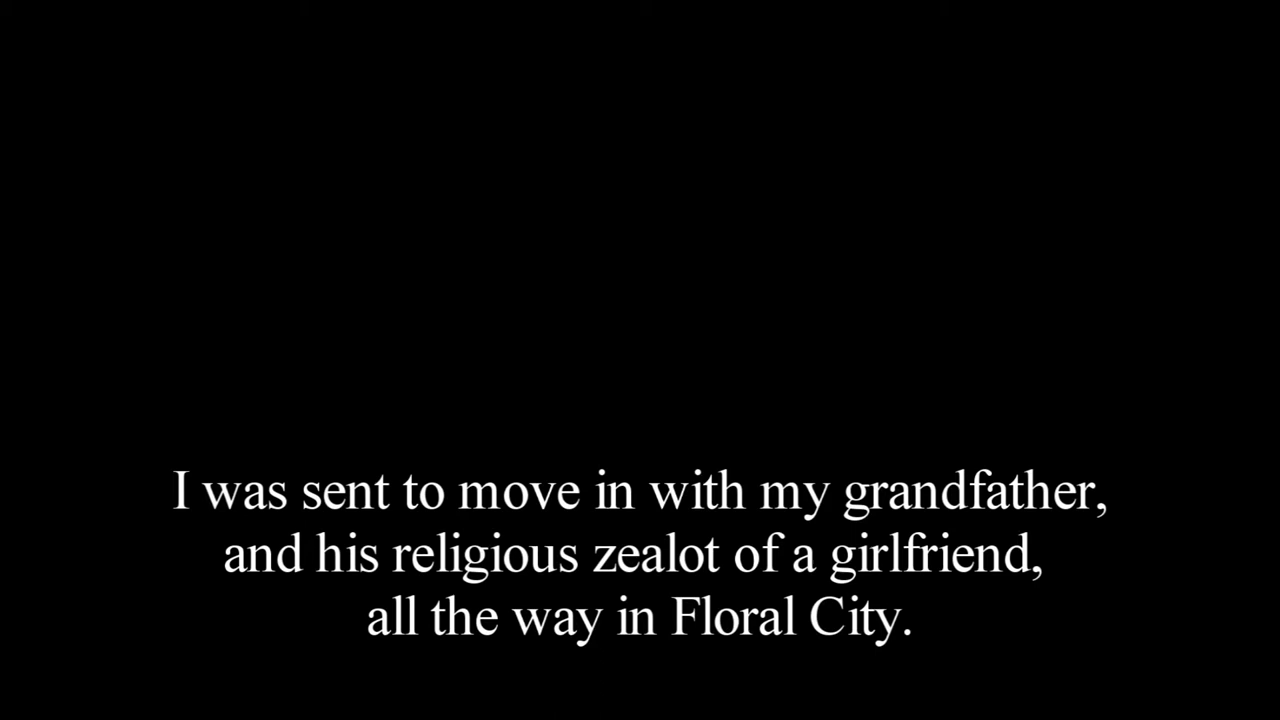 I was sent to move in with my grandfather,
and his religious zealot of a girlfriend,
all the way in Floral City.